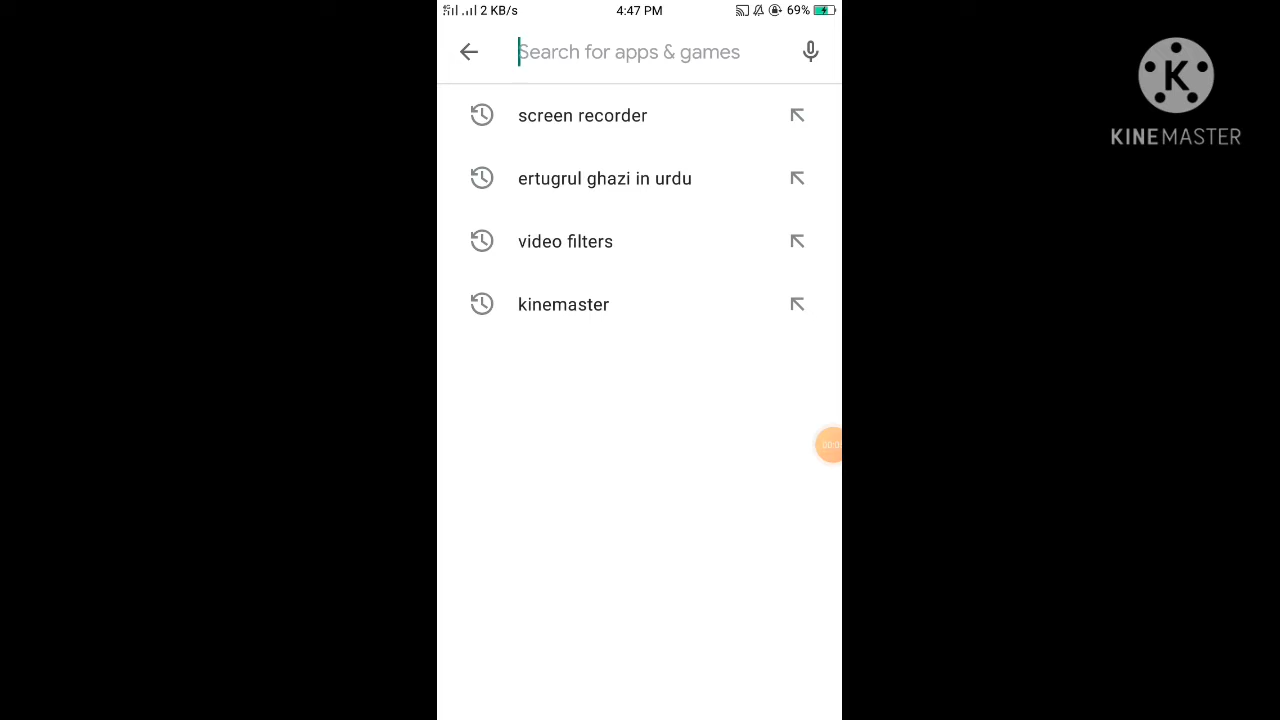 2 KB/s 4:47 PM 69%
Search for apps & games
screen recorder
ertugrul ghazi in urdu
video filters
kinemaster
K
KINEMASTER